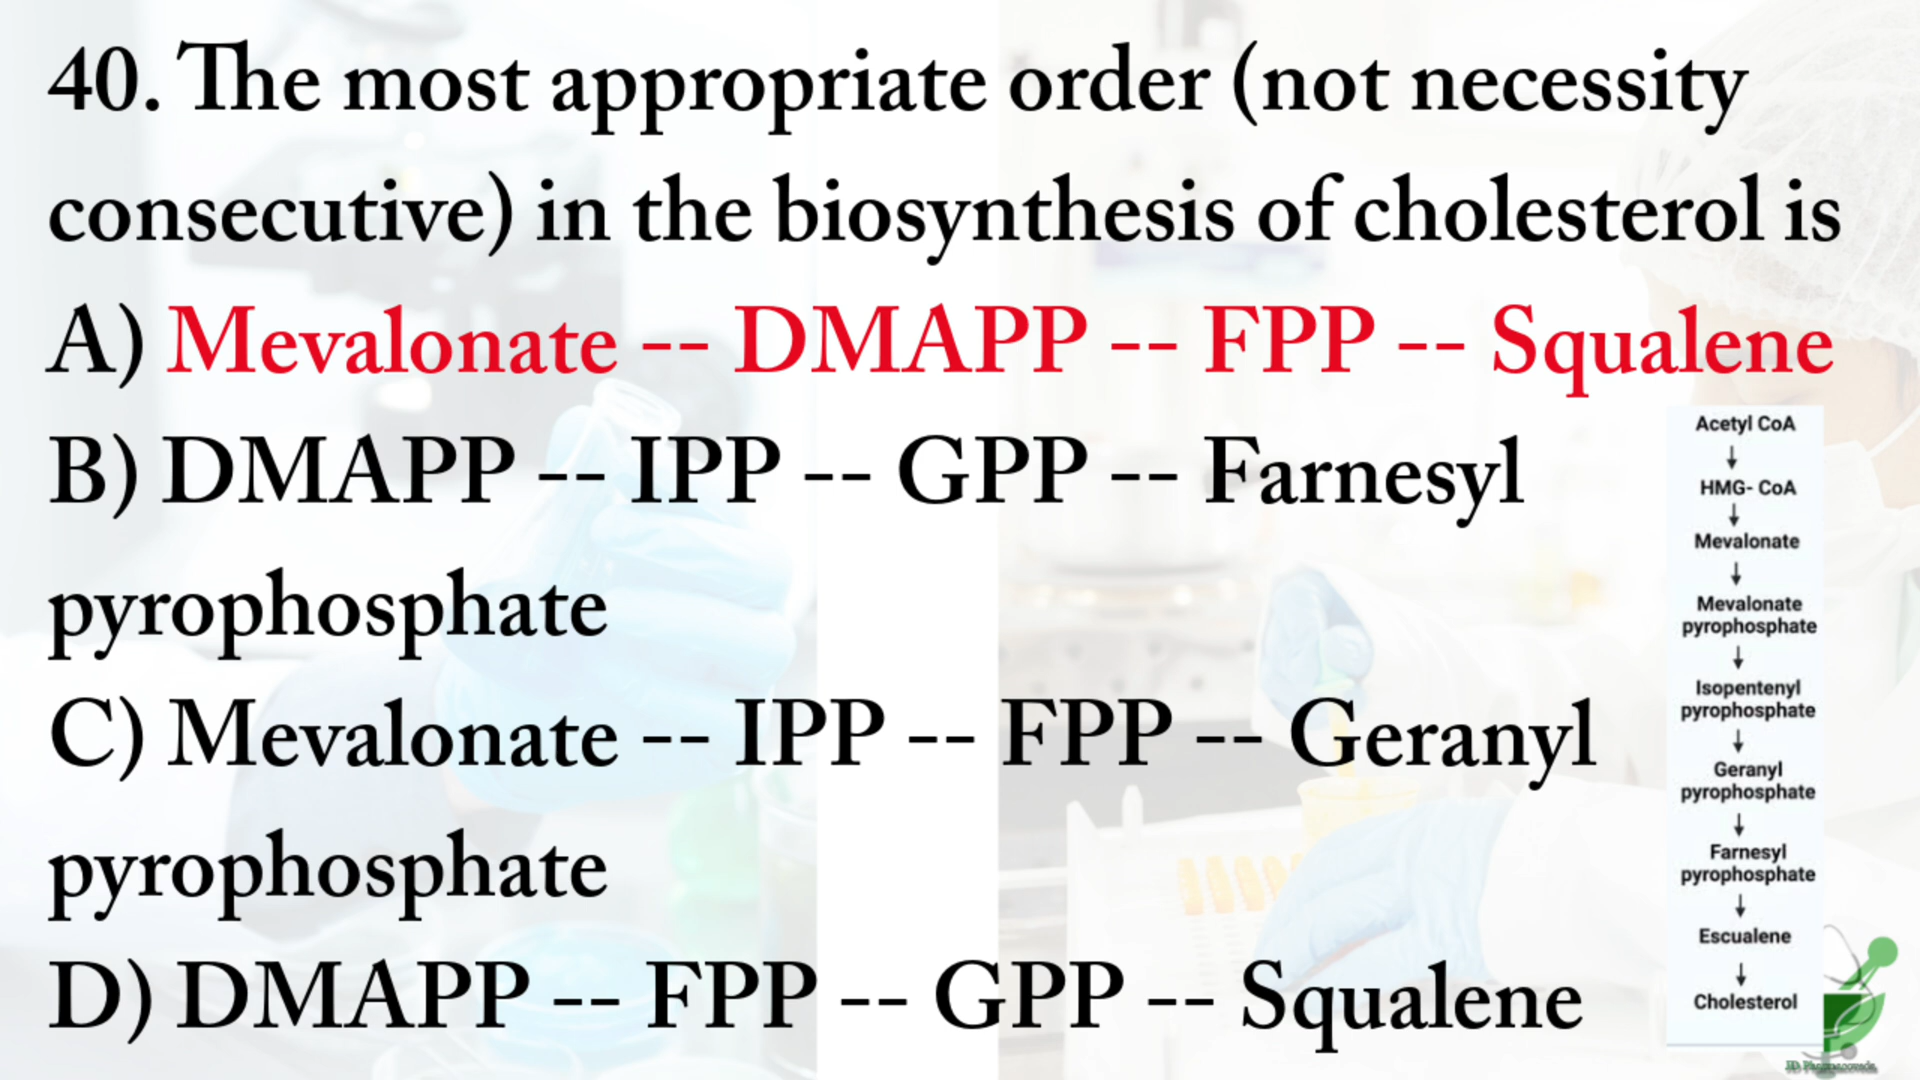 40. The most appropriate order (not necessity
consecutive) in the biosynthesis of cholesterol is
A) Mevalonate -- DMAPP -- FPP -- Squalene
B) DMAPP -- IPP -- GPP -- Farnesyl
pyrophosphate
C) Mevalonate -- IPP -- FPP -- Geranyl
pyrophosphate
D) DMAPP -- FPP -- GPP -- Squalene
Acetyl CoA
↓
HMG- CoA
↓
Mevalonate
↓
Mevalonate
pyrophosphate
↓
Isopentenyl
pyrophosphate
↓
Geranyl
pyrophosphate
↓
Farnesyl
pyrophosphate
↓
Escualene
↓
Cholesterol